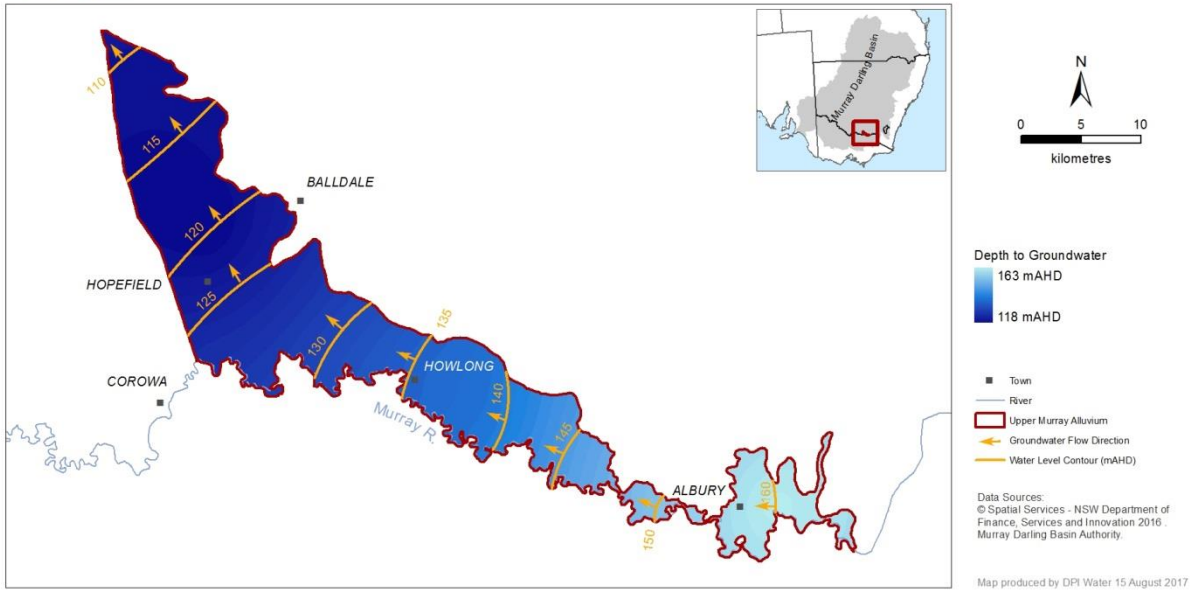 110
115
BALLDALE
120
HOPEFIELD
125
130
135
HOWLONG
COROWA
Murray R.
140
145
ALBURY
160
150
Murray Darling Basin
N
0 5 10
kilometres
Depth to Groundwater
163 mAHD
118 mAHD
Town
River
Upper Murray Alluvium
Groundwater Flow Direction
Water Level Contour (mAHD)
Data Sources:
© Spatial Services - NSW Department of
Finance, Services and Innovation 2016 .
Murray Darling Basin Authority.
Map produced by DPI Water 15 August 2017